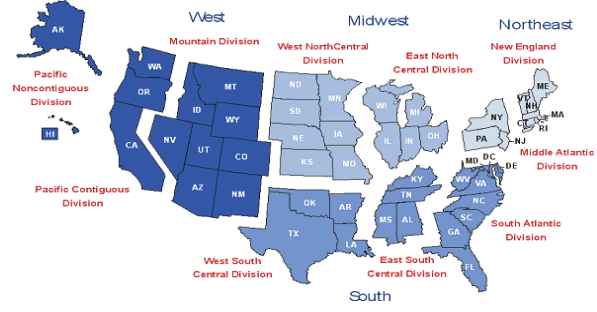 West
Midwest
Northeast
AK
Mountain Division
West NorthCentral
Division
East North
Central Division
New England
Division
Pacific
Noncontiguous
Division
WA
OR
MT
ID
WY
ND
SD
NE
KS
MN
IA
MO
WI
MI
IL
IN
OH
ME
VT
NH
NY
MA
CT
RI
PA
NJ
HI
CA
NV
UT
CO
AZ
NM
Middle Atlantic
Division
MD
DC
DE
WV
VA
KY
TN
NC
SC
OK
AR
TX
LA
MS
AL
GA
FL
Pacific Contiguous
Division
South Atlantic
Division
West South
Central Division
East South
Central Division
South